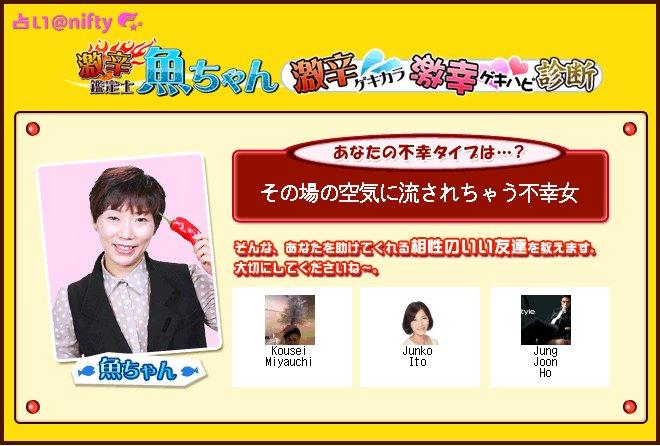 占い@nifty
激辛鑑定士 魚ちゃん 激辛ゲキカラ 激幸ゲキハピ 診断
あなたの不幸タイプは…?
その場の空気に流されちゃう不幸女
そんな、あなたを助けてくれる相性のいい友達を教えます。
大切にしてくださいね〜。
魚ちゃん
Kousei
Miyauchi
Junko
Ito
style
Jung
Joon
Ho